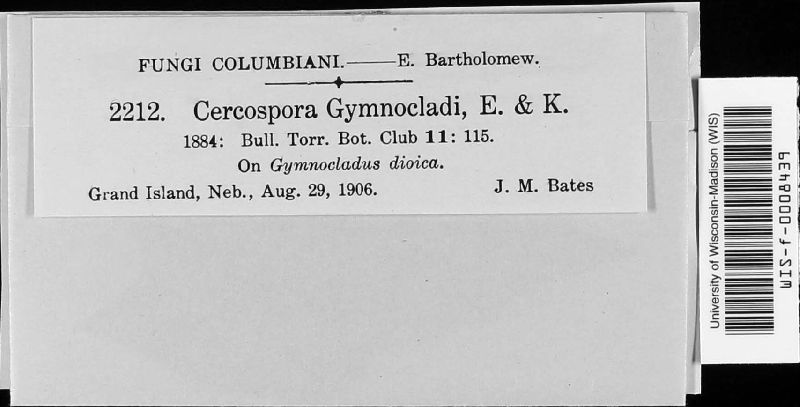 FUNGI COLUMBIANI.——E. Bartholomew.
2212. Cercospora Gymnocladi, E. & K.
1884: Bull. Torr. Bot. Club 11: 115.
On Gymnocladus dioica.
Grand Island, Neb., Aug. 29, 1906. J. M. Bates
University of Wisconsin-Madison (WIS)
WIS-f-0008439